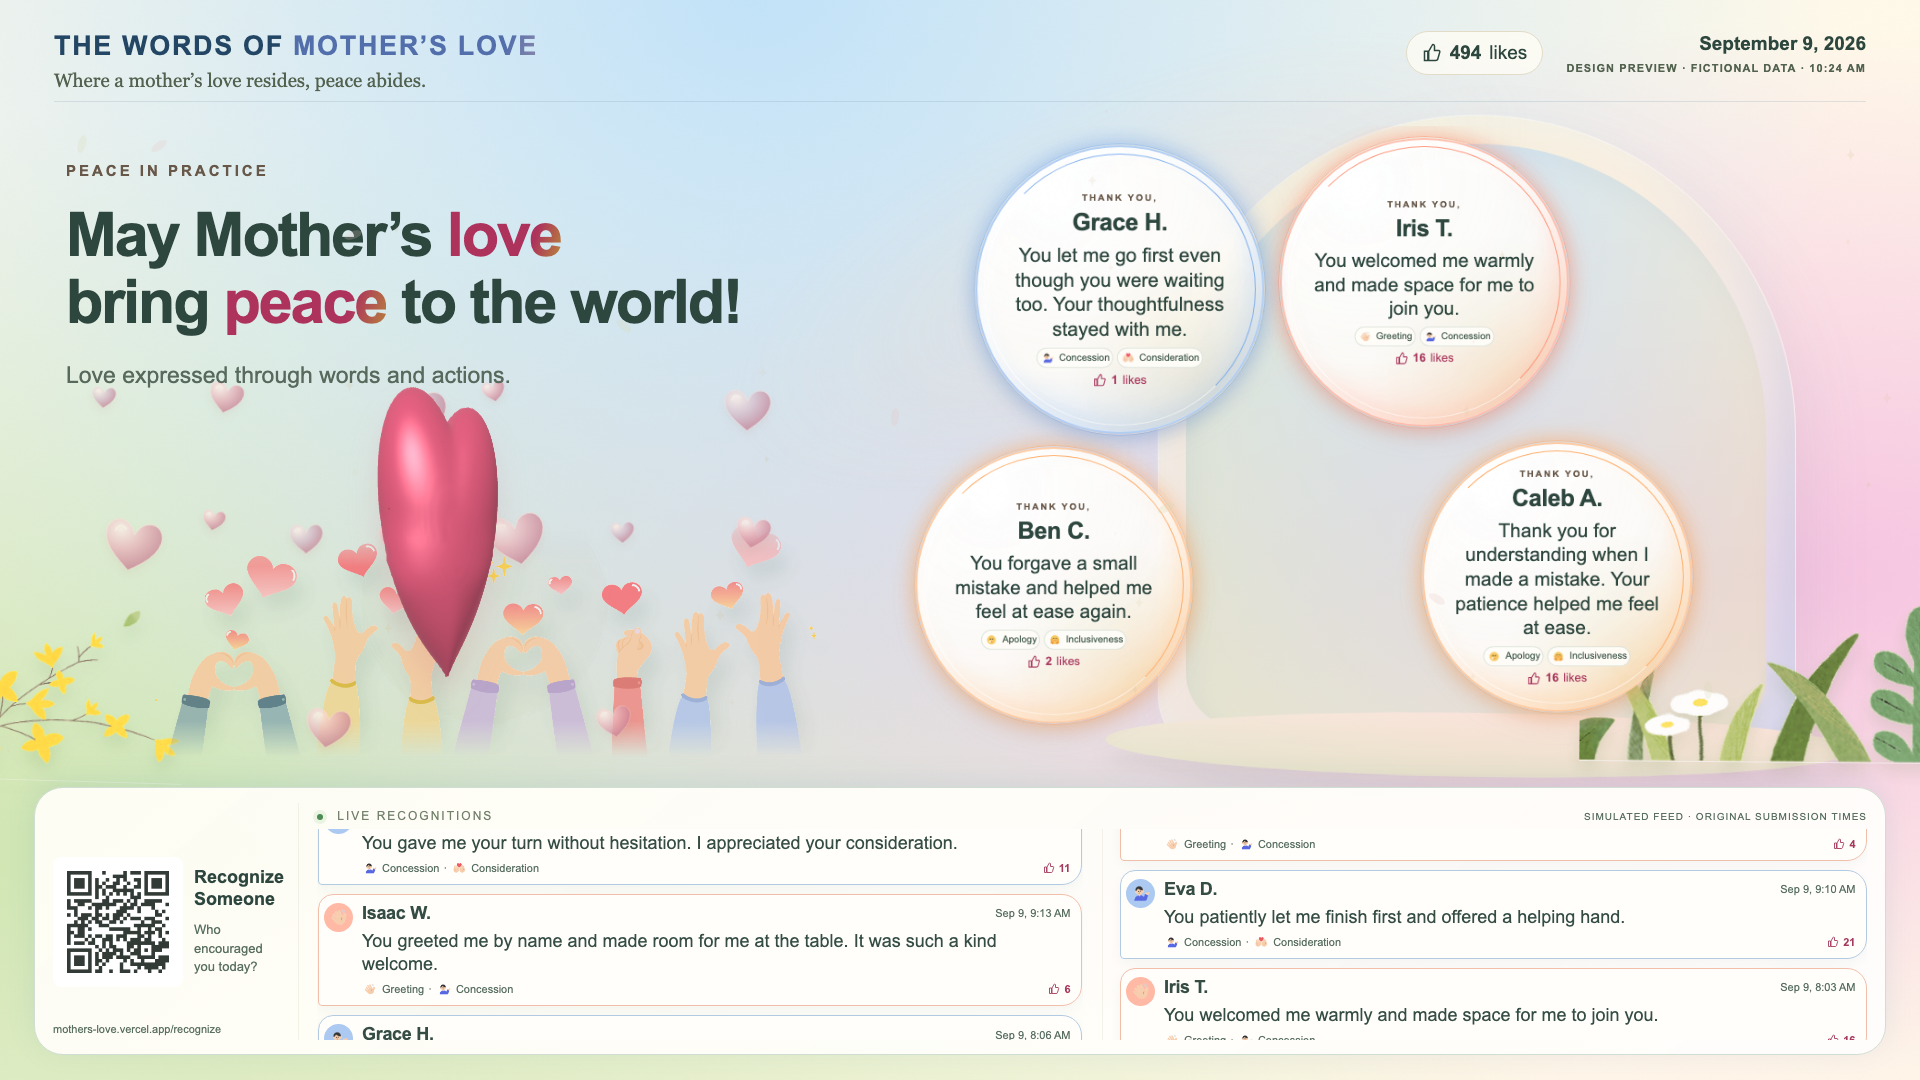 THE WORDS OF MOTHER’S LOVE
Where a mother’s love resides, peace abides.
494 likes
September 9, 2026
DESIGN PREVIEW · FICTIONAL DATA · 10:24 AM
PEACE IN PRACTICE
May Mother’s love
bring peace to the world!
Love expressed through words and actions.
THANK YOU,
Grace H.
You let me go first even
though you were waiting
too. Your thoughtfulness
stayed with me.
Concession Consideration
1 likes
THANK YOU,
Iris T.
You welcomed me warmly
and made space for me to
join you.
Greeting Concession
16 likes
THANK YOU,
Ben C.
You forgave a small
mistake and helped me
feel at ease again.
Apology Inclusiveness
2 likes
THANK YOU,
Caleb A.
Thank you for
understanding when I
made a mistake. Your
patience helped me feel
at ease.
Apology Inclusiveness
16 likes
Recognize
Someone
Who
encouraged
you today?
mothers-love.vercel.app/recognize
LIVE RECOGNITIONS
SIMULATED FEED · ORIGINAL SUBMISSION TIMES
You gave me your turn without hesitation. I appreciated your consideration.
Concession · Consideration
11
Isaac W.
Sep 9, 9:13 AM
You greeted me by name and made room for me at the table. It was such a kind
welcome.
Greeting · Concession
6
Grace H.
Sep 9, 8:06 AM
Greeting · Concession
4
Eva D.
Sep 9, 9:10 AM
You patiently let me finish first and offered a helping hand.
Concession · Consideration
21
Iris T.
Sep 9, 8:03 AM
You welcomed me warmly and made space for me to join you.
Greeting · Concession
16